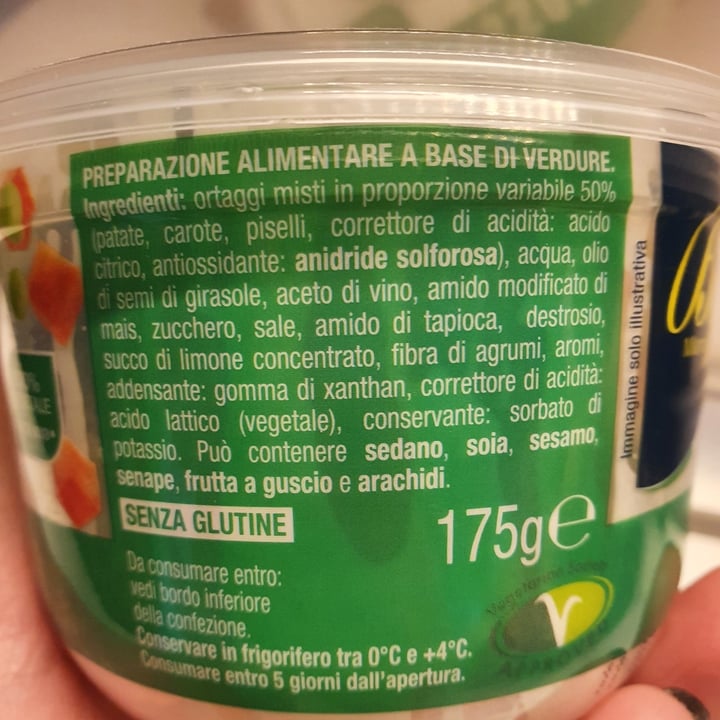 PREPARAZIONE ALIMENTARE A BASE DI VERDURE.
Ingredienti: ortaggi misti in proporzione variabile 50%
(patate, carote, piselli, correttore di acidità: acido
citrico, antiossidante: anidride solforosa), acqua, olio
di semi di girasole, aceto di vino, amido modificato di
mais, zucchero, sale, amido di tapioca, destrosio,
succo di limone concentrato, fibra di agrumi, aromi,
addensante: gomma di xanthan, correttore di acidità:
acido lattico (vegetale), conservante: sorbato di
potassio. Può contenere sedano, soia, sesamo,
senape, frutta a guscio e arachidi.
SENZA GLUTINE
175g℮
Da consumare entro:
vedi bordo inferiore
della confezione.
Conservare in frigorifero tra 0°C e +4°C.
Consumare entro 5 giorni dall'apertura.
Vegetarian Society
APPROVED
Immagine solo illustrativa